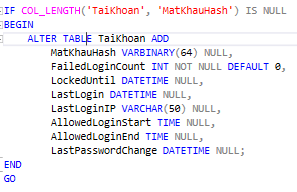 IF COL_LENGTH('TaiKhoan', 'MatKhauHash') IS NULL
BEGIN
    ALTER TABLE TaiKhoan ADD
        MatKhauHash VARBINARY(64) NULL,
        FailedLoginCount INT NOT NULL DEFAULT 0,
        LockedUntil DATETIME NULL,
        LastLogin DATETIME NULL,
        LastLoginIP VARCHAR(50) NULL,
        AllowedLoginStart TIME NULL,
        AllowedLoginEnd TIME NULL,
        LastPasswordChange DATETIME NULL;
END
GO